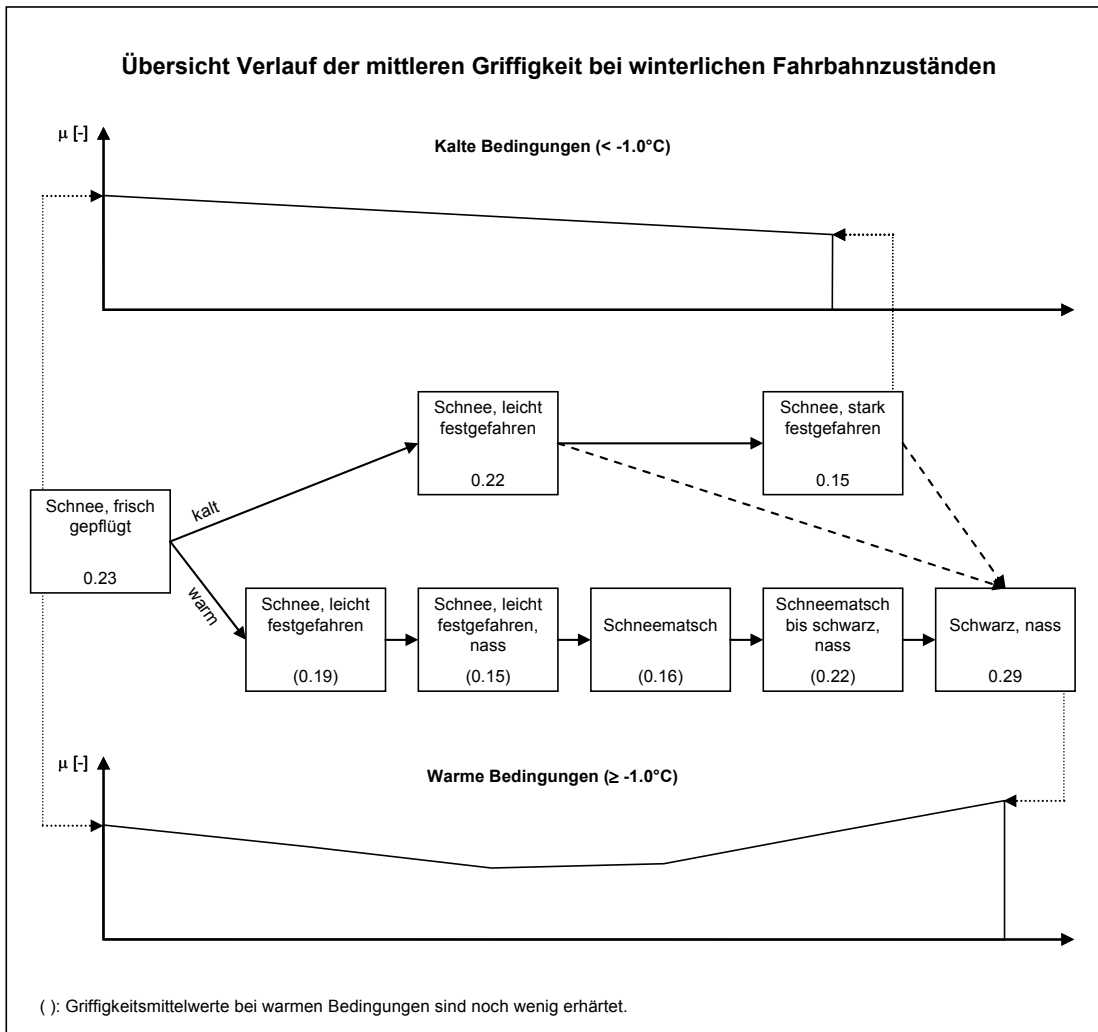 Übersicht Verlauf der mittleren Griffigkeit bei winterlichen Fahrbahnzuständen
μ [-]
Kalte Bedingungen (< -1.0°C)
Schnee, leicht
festgefahren
0.22
Schnee, stark
festgefahren
0.15
Schnee, frisch
gepflügt
0.23
kalt
warm
Schnee, leicht
festgefahren
(0.19)
Schnee, leicht
festgefahren,
nass
(0.15)
Schneematsch
(0.16)
Schneematsch
bis schwarz,
nass
(0.22)
Schwarz, nass
0.29
μ [-]
Warme Bedingungen (≥ -1.0°C)
( ): Griffigkeitsmittelwerte bei warmen Bedingungen sind noch wenig erhärtet.